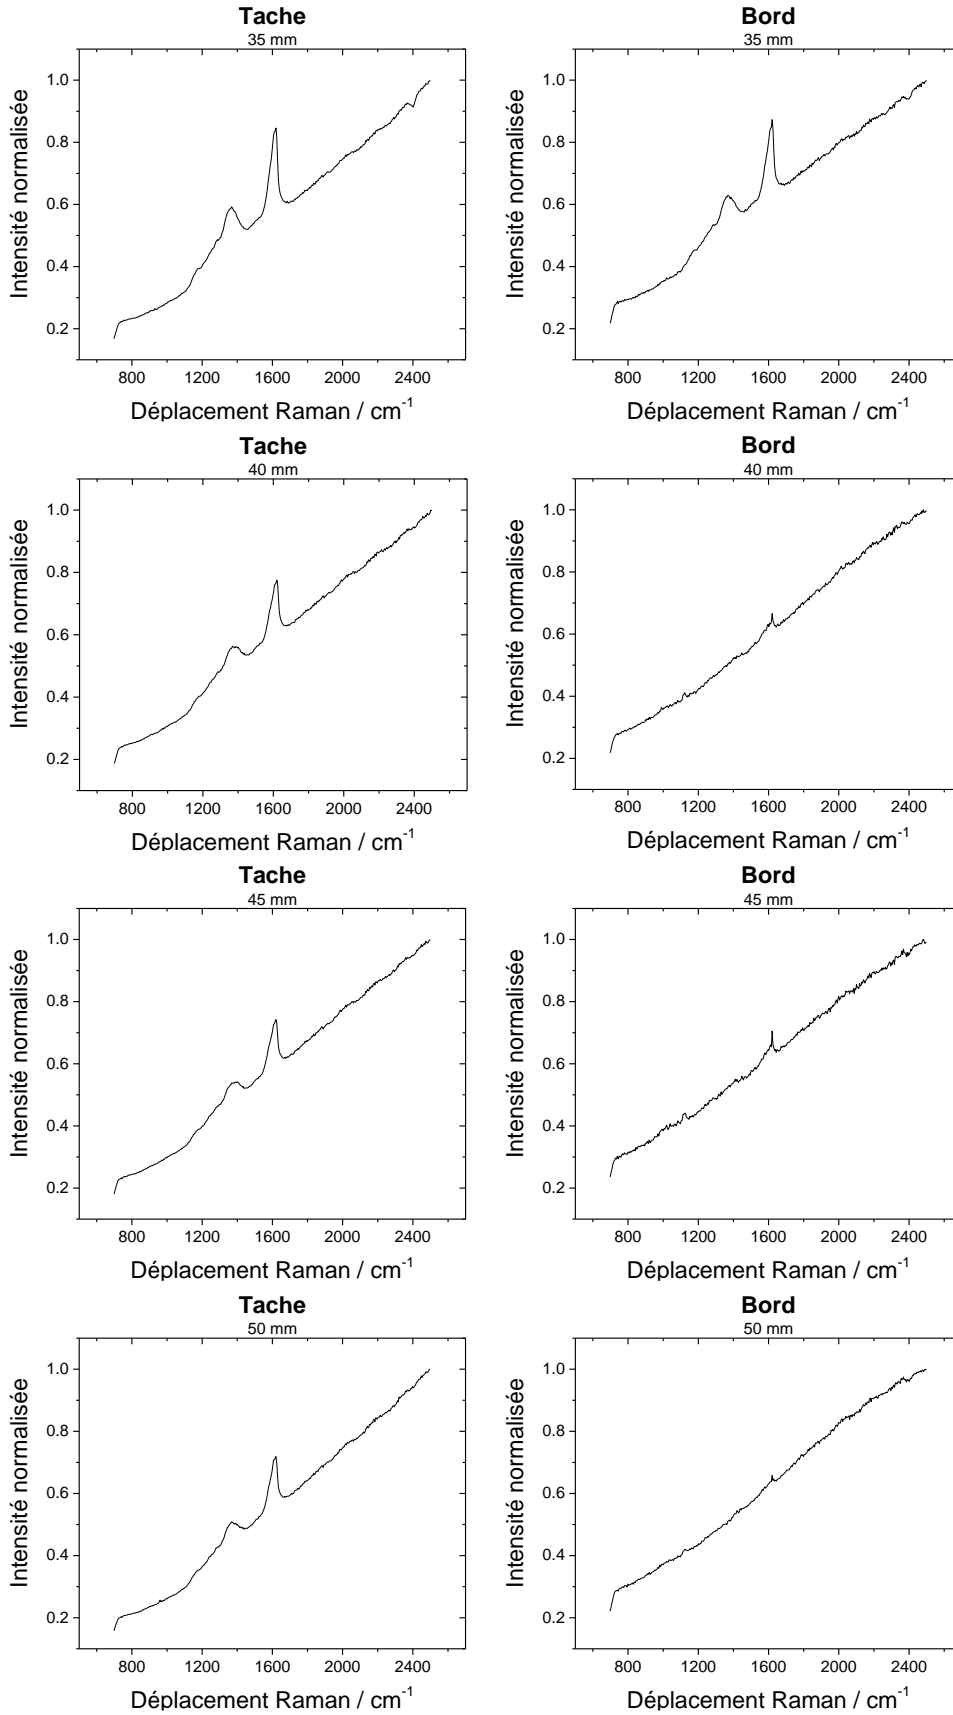 Tache
35 mm
1.0
0.8
0.6
0.4
0.2
Intensité normalisée
800 1200 1600 2000 2400
Déplacement Raman / cm-1
Bord
35 mm
1.0
0.8
0.6
0.4
0.2
Intensité normalisée
800 1200 1600 2000 2400
Déplacement Raman / cm-1
Tache
40 mm
1.0
0.8
0.6
0.4
0.2
Intensité normalisée
800 1200 1600 2000 2400
Déplacement Raman / cm-1
Bord
40 mm
1.0
0.8
0.6
0.4
0.2
Intensité normalisée
800 1200 1600 2000 2400
Déplacement Raman / cm-1
Tache
45 mm
1.0
0.8
0.6
0.4
0.2
Intensité normalisée
800 1200 1600 2000 2400
Déplacement Raman / cm-1
Bord
45 mm
1.0
0.8
0.6
0.4
0.2
Intensité normalisée
800 1200 1600 2000 2400
Déplacement Raman / cm-1
Tache
50 mm
1.0
0.8
0.6
0.4
0.2
Intensité normalisée
800 1200 1600 2000 2400
Déplacement Raman / cm-1
Bord
50 mm
1.0
0.8
0.6
0.4
0.2
Intensité normalisée
800 1200 1600 2000 2400
Déplacement Raman / cm-1